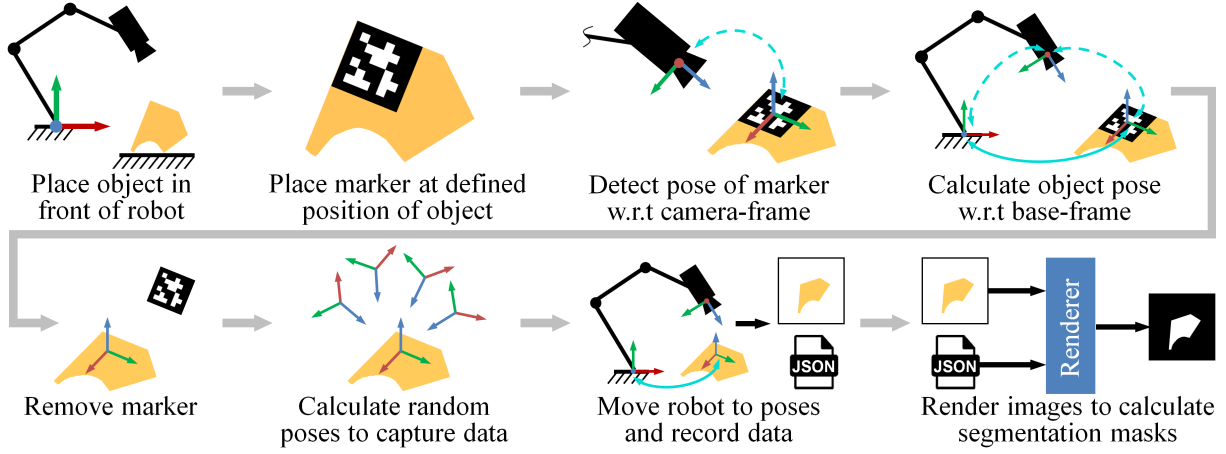 Place object in
front of robot
Place marker at defined
position of object
Detect pose of marker
w.r.t camera-frame
Calculate object pose
w.r.t base-frame
Remove marker
Calculate random
poses to capture data
JSON
Move robot to poses
and record data
JSON
Renderer
Render images to calculate
segmentation masks